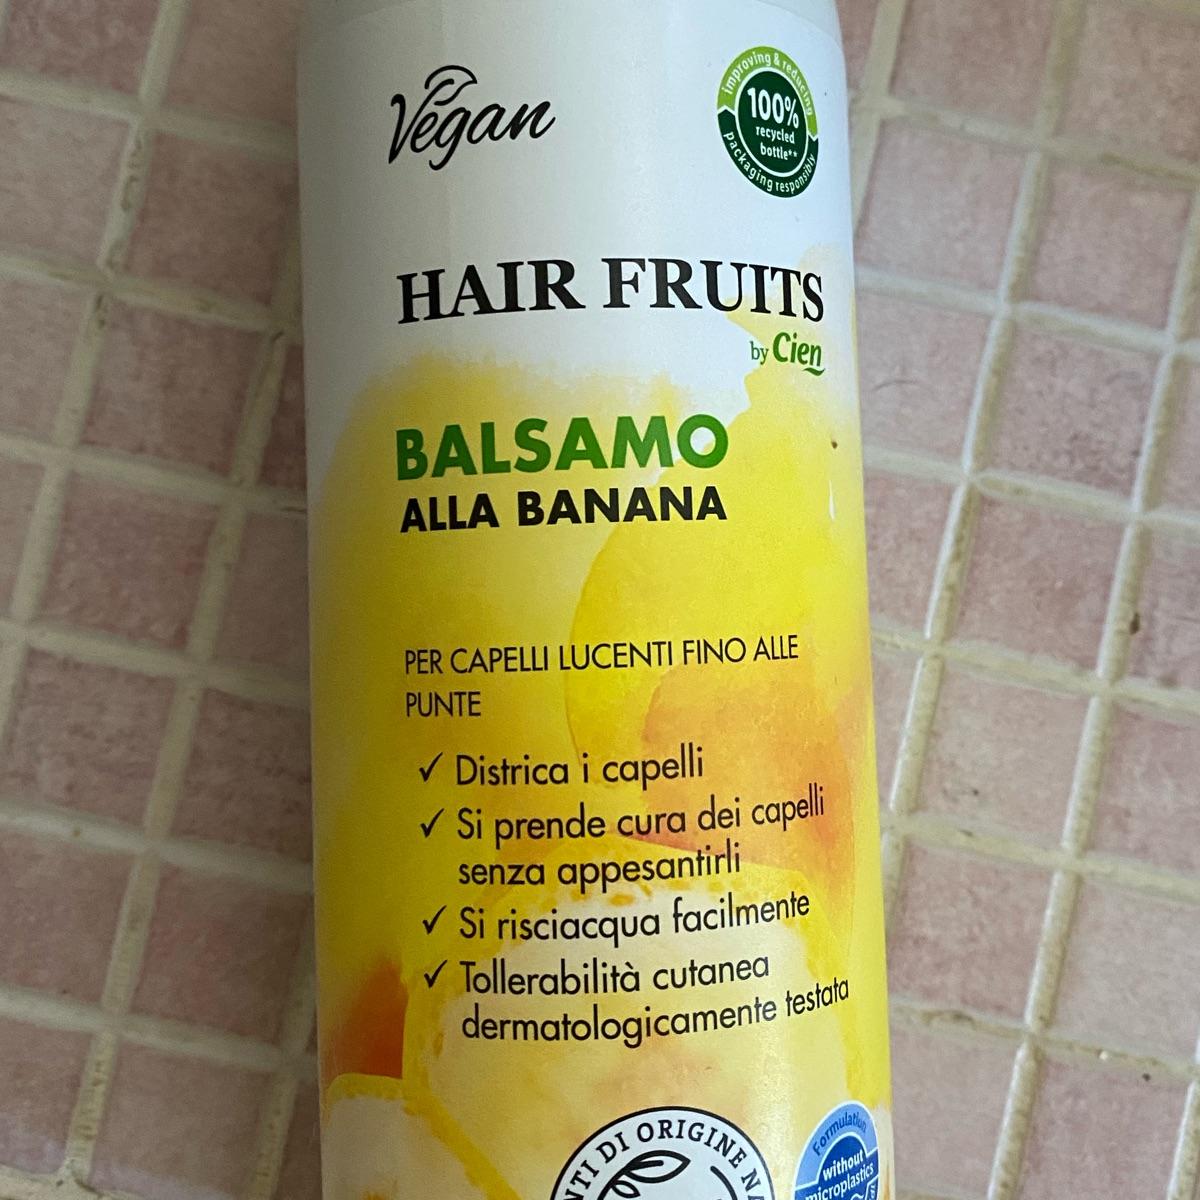 Vegan
improving & reducing
100%
recycled
bottle**
packaging responsibly
HAIR FRUITS
by Cien
BALSAMO
ALLA BANANA
PER CAPELLI LUCENTI FINO ALLE
PUNTE
✓ Districa i capelli
✓ Si prende cura dei capelli
senza appesantirli
✓ Si risciacqua facilmente
✓ Tollerabilità cutanea
dermatologicamente testata
DI ORIGINE
Formulation
without
microplastics